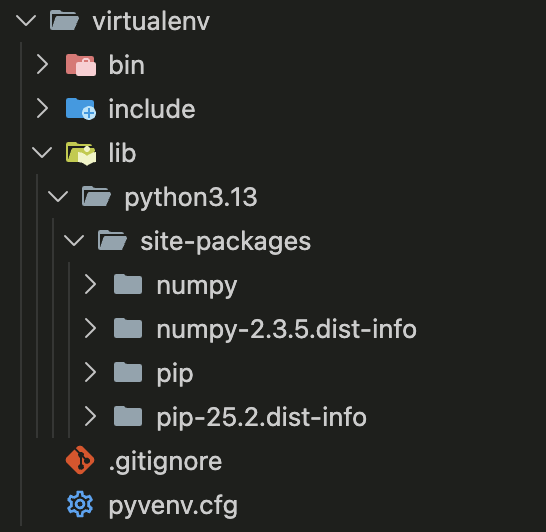 virtualenv
bin
include
lib
python3.13
site-packages
numpy
numpy-2.3.5.dist-info
pip
pip-25.2.dist-info
.gitignore
pyvenv.cfg